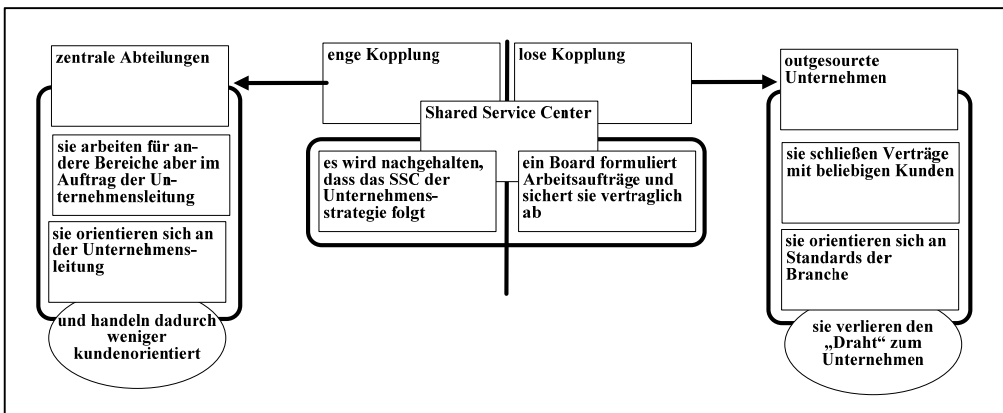 zentrale Abteilungen
sie arbeiten für an-
dere Bereiche aber im
Auftrag der Un-
ternehmensleitung
sie orientieren sich an
der Unternehmens-
leitung
und handeln dadurch
weniger
kundenorientiert
enge Kopplung
lose Kopplung
Shared Service Center
es wird nachgehalten,
dass das SSC der
Unternehmens-
strategie folgt
ein Board formuliert
Arbeitsaufträge und
sichert sie vertraglich
ab
outgesourcte
Unternehmen
sie schließen Verträge
mit beliebigen Kunden
sie orientieren sich an
Standards der
Branche
sie verlieren den
„Draht“ zum
Unternehmen